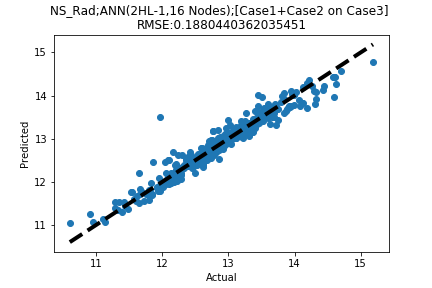 NS_Rad;ANN(2HL-1,16 Nodes);[Case1+Case2 on Case3]
RMSE:0.1880440362035451
15
14
13
12
11
Predicted
11
12
13
14
15
Actual